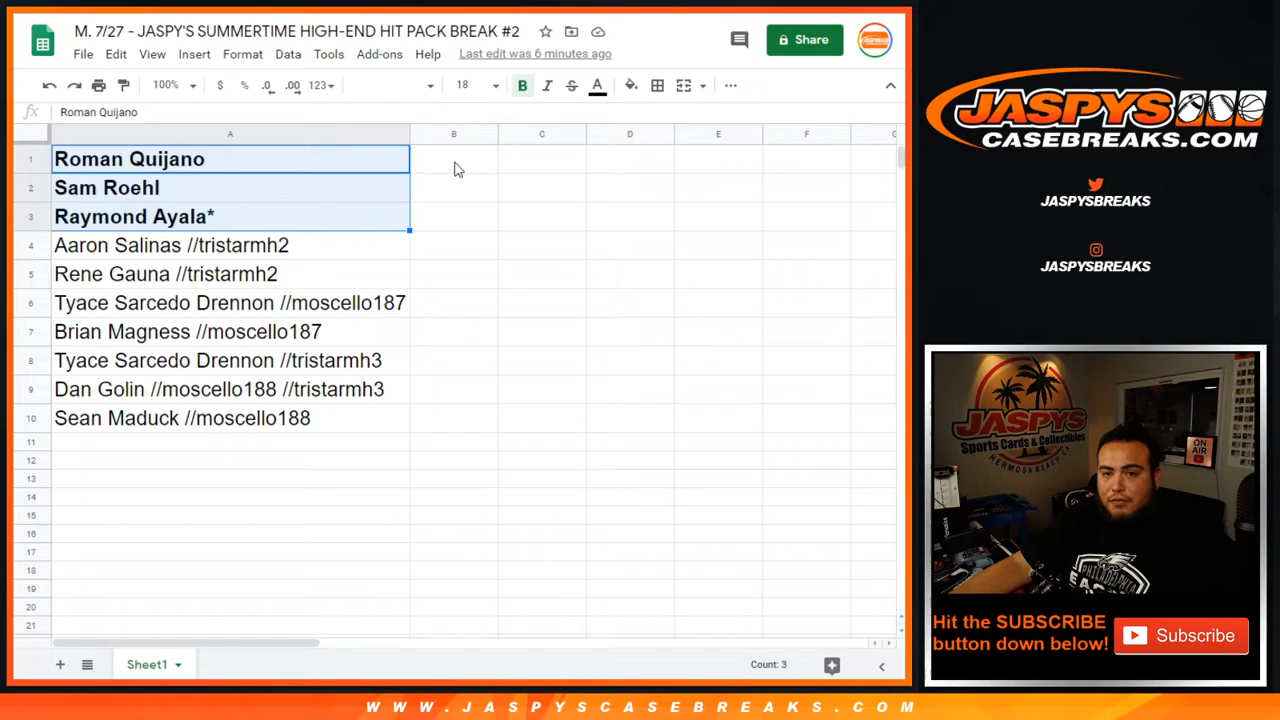 M. 7/27 - JASPY'S SUMMERTIME HIGH-END HIT PACK BREAK #2
File Edit View Insert Format Data Tools Add-ons Help Last edit was 6 minutes ago
Share
100% $ % .0 .00 123 18 B I S A
fx Roman Quijano
A B C D E F G
1 Roman Quijano
2 Sam Roehl
3 Raymond Ayala*
4 Aaron Salinas //tristarmh2
5 Rene Gauna //tristarmh2
6 Tyace Sarcedo Drennon //moscello187
7 Brian Magness //moscello187
8 Tyace Sarcedo Drennon //tristarmh3
9 Dan Golin //moscello188 //tristarmh3
10 Sean Maduck //moscello188
11
12
13
14
15
16
17
18
19
20
21
Sheet1 Count: 3
JASPYS
CASEBREAKS.COM
JASPYSBREAKS
JASPYSBREAKS
JASPYS
Sports Cards & Collectibles
HERMOSA BEACH, CA
ON
AIR
PHILADELPHIA
Hit the SUBSCRIBE
button down below!
Subscribe
WWW.JASPYSCASEBREAKS.COM